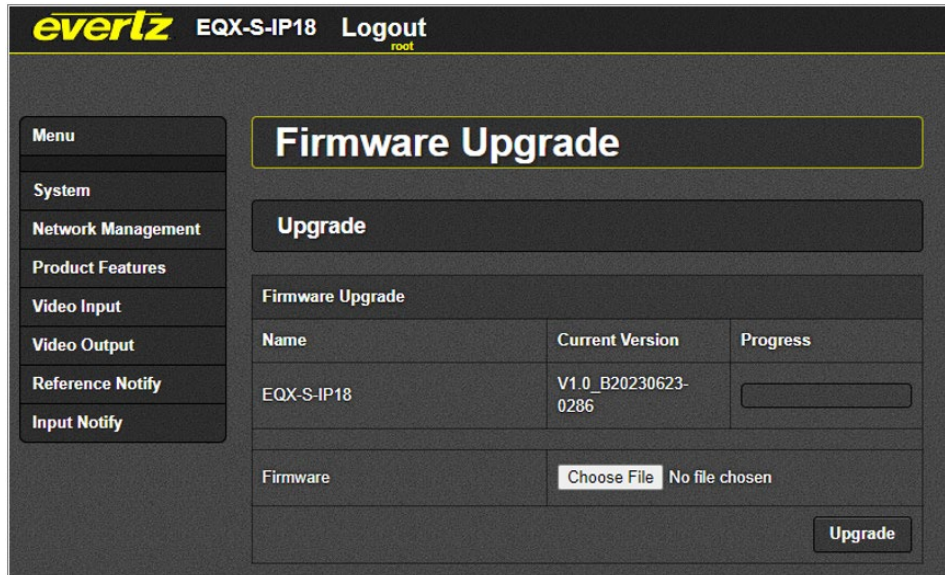 evertz EQX-S-IP18 Logout
root
Menu
System
Network Management
Product Features
Video Input
Video Output
Reference Notify
Input Notify
Firmware Upgrade
Upgrade
Firmware Upgrade
Name Current Version Progress
EQX-S-IP18 V1.0_B20230623-
0286
Firmware Choose File No file chosen
Upgrade